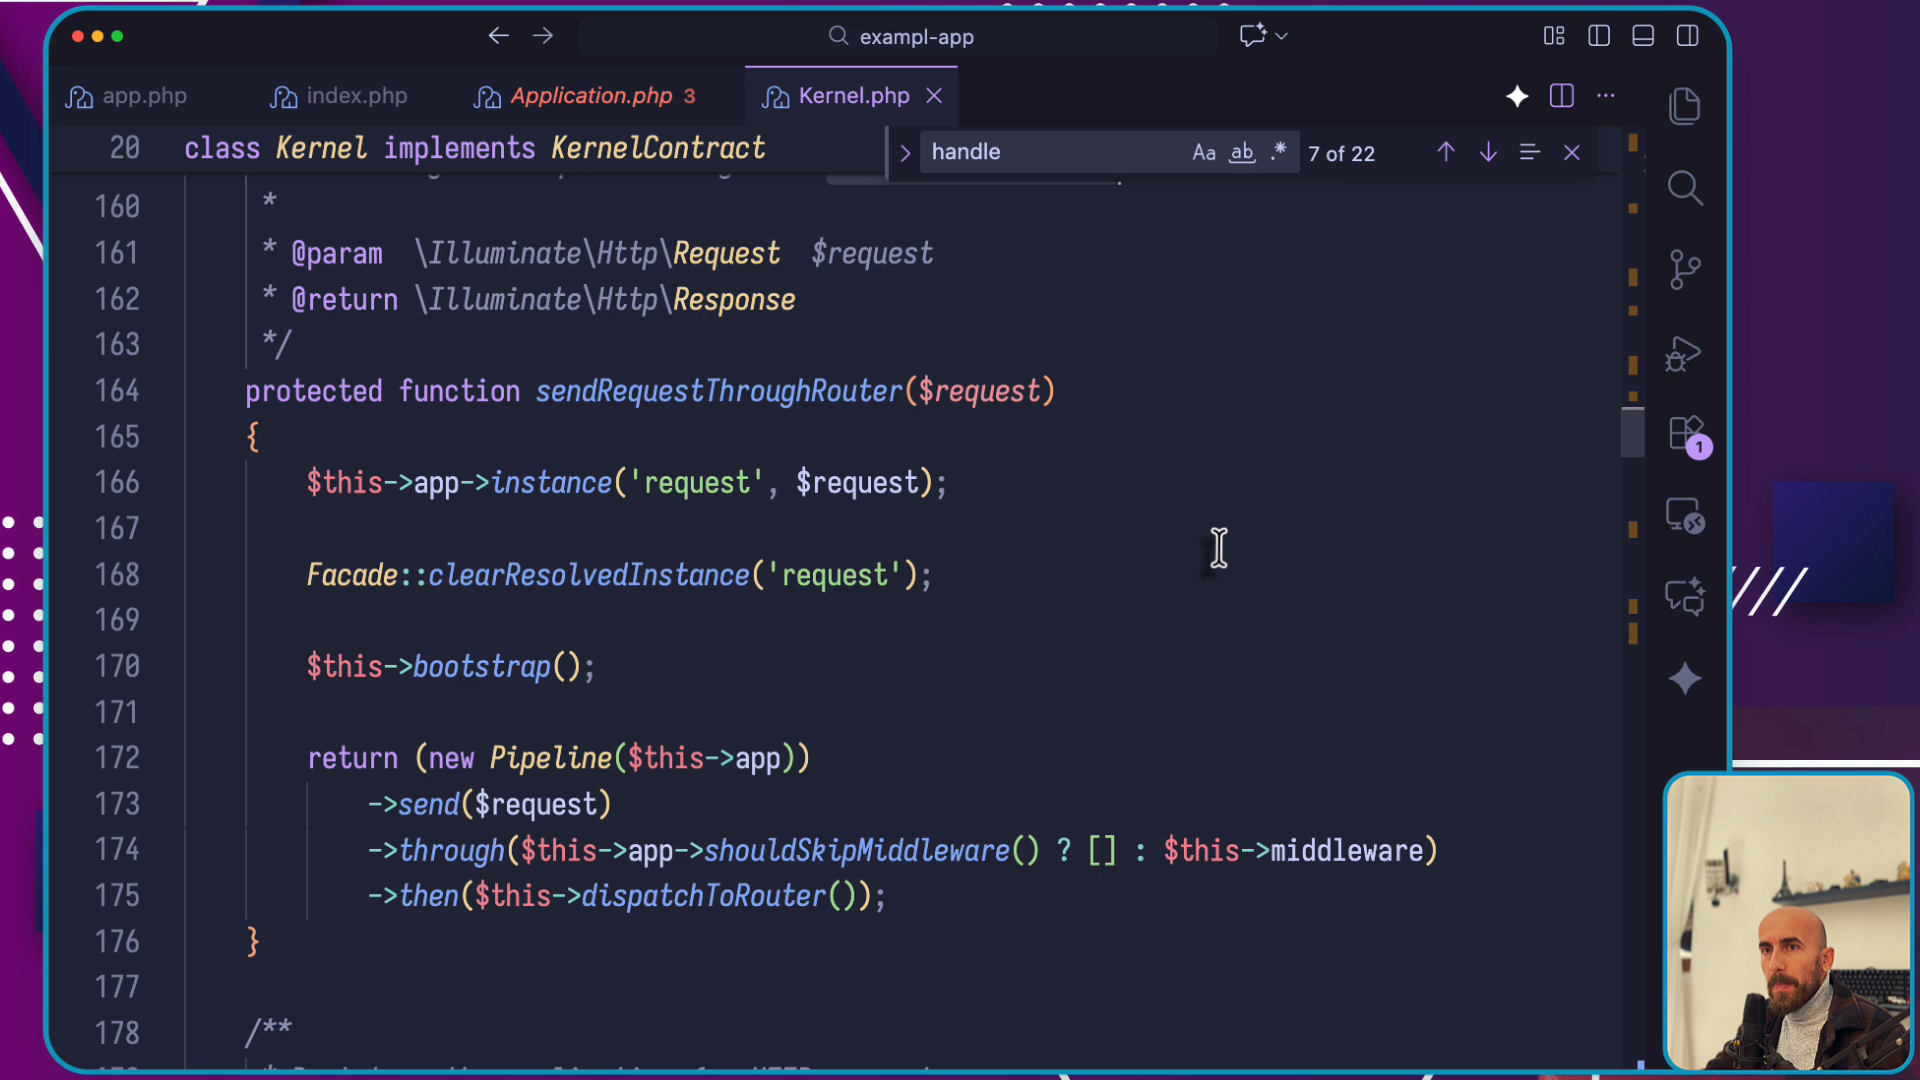 exampl-app
app.php
index.php
Application.php 3
Kernel.php
20 class Kernel implements KernelContract
handle
Aa ab .* 7 of 22
160 *
161 * @param \Illuminate\Http\Request $request
162 * @return \Illuminate\Http\Response
163 */
164 protected function sendRequestThroughRouter($request)
165 {
166 $this->app->instance('request', $request);
167
168 Facade::clearResolvedInstance('request');
169
170 $this->bootstrap();
171
172 return (new Pipeline($this->app))
173 ->send($request)
174 ->through($this->app->shouldSkipMiddleware() ? [] : $this->middleware)
175 ->then($this->dispatchToRouter());
176 }
177
178 /**
1